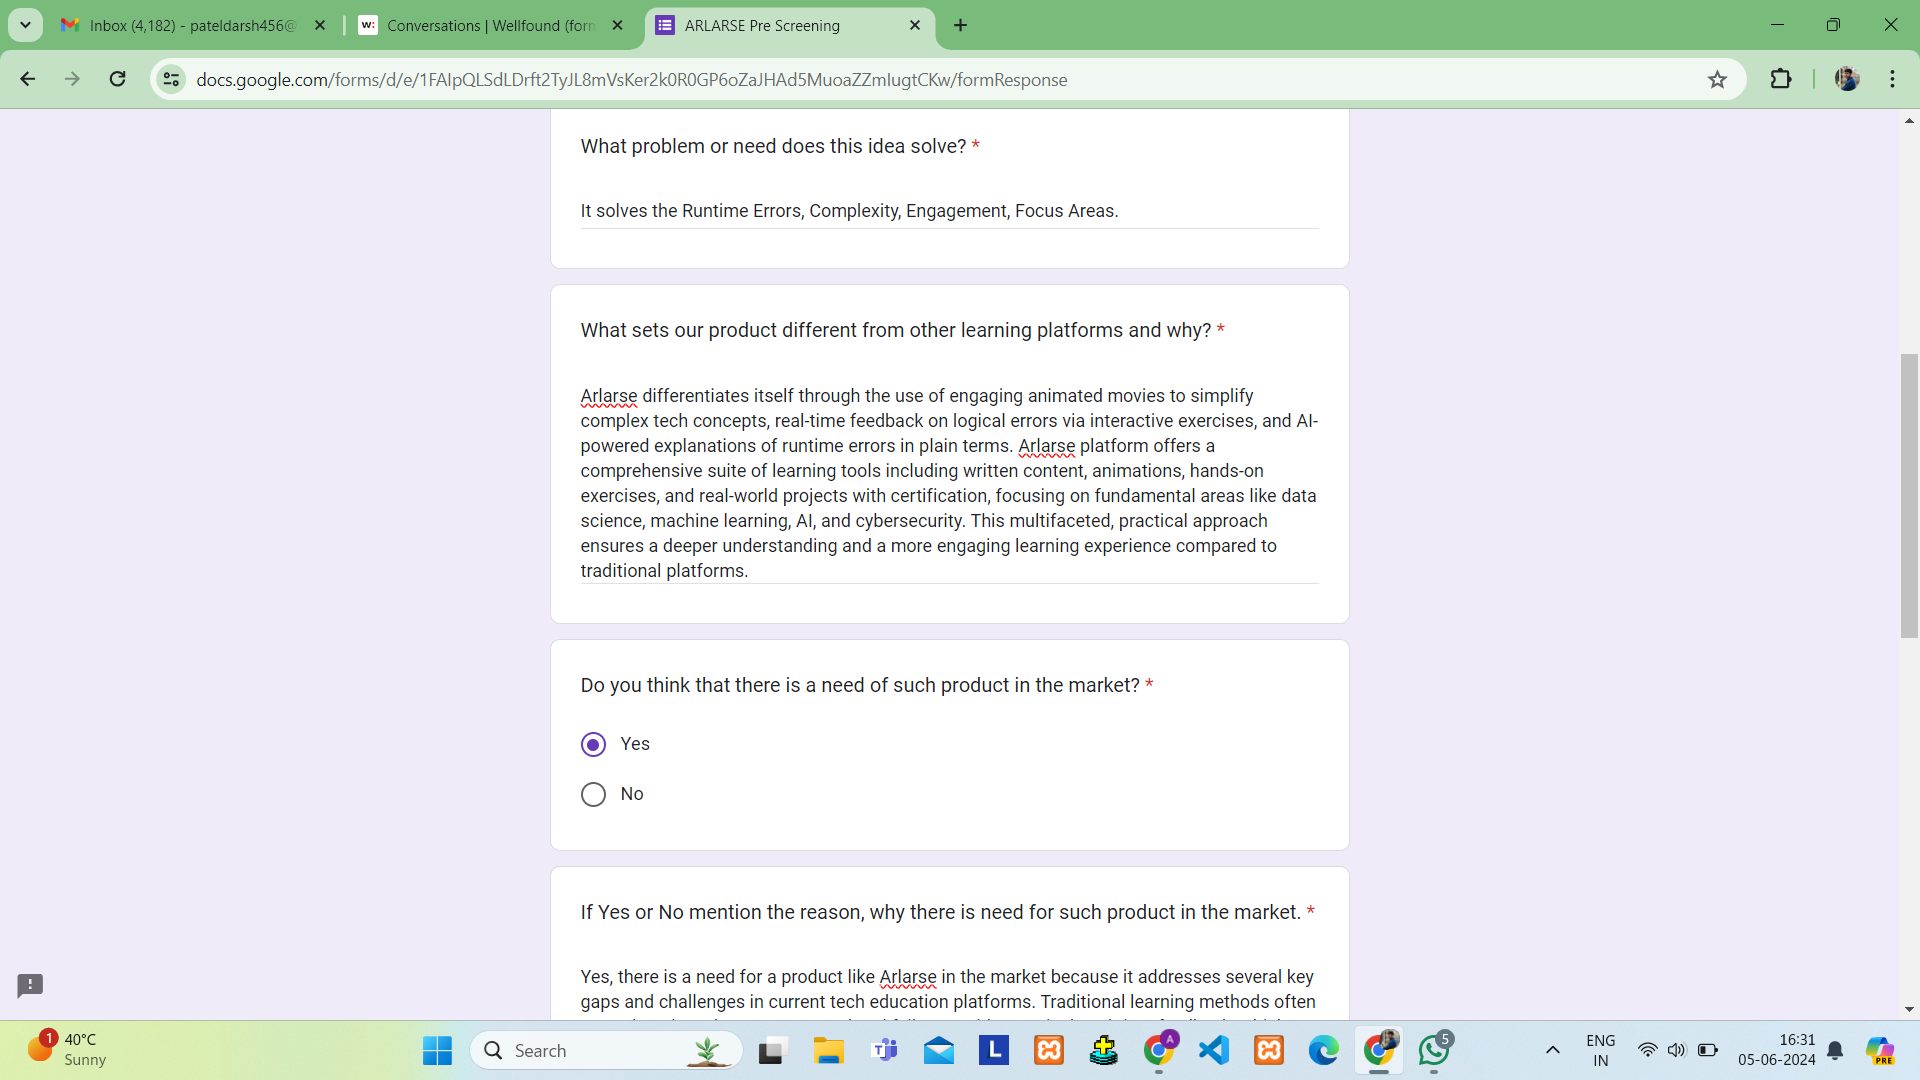 Inbox (4,182) - pateldarsh456@
Conversations | Wellfound (form
ARLARSE Pre Screening
docs.google.com/forms/d/e/1FAIpQLSdLDrft2TyJL8mVsKer2k0R0GP6oZaJHAd5MuoaZZmIugtCKw/formResponse
What problem or need does this idea solve? *
It solves the Runtime Errors, Complexity, Engagement, Focus Areas.
What sets our product different from other learning platforms and why? *
Arlarse differentiates itself through the use of engaging animated movies to simplify
complex tech concepts, real-time feedback on logical errors via interactive exercises, and AI-
powered explanations of runtime errors in plain terms. Arlarse platform offers a
comprehensive suite of learning tools including written content, animations, hands-on
exercises, and real-world projects with certification, focusing on fundamental areas like data
science, machine learning, AI, and cybersecurity. This multifaceted, practical approach
ensures a deeper understanding and a more engaging learning experience compared to
traditional platforms.
Do you think that there is a need of such product in the market? *
Yes
No
If Yes or No mention the reason, why there is need for such product in the market. *
Yes, there is a need for a product like Arlarse in the market because it addresses several key
gaps and challenges in current tech education platforms. Traditional learning methods often
1
40°C
Sunny
Search
L
A
5
ENG
IN
16:31
05-06-2024
PRE